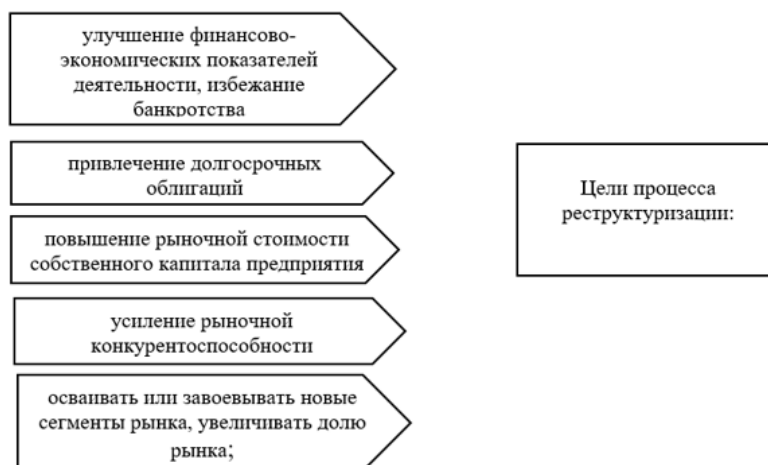 улучшение финансово-
экономических показателей
деятельности, избежание
банкротства
привлечение долгосрочных
облигаций
повышение рыночной стоимости
собственного капитала предприятия
усиление рыночной
конкурентоспособности
осваивать или завоевывать новые
сегменты рынка, увеличивать долю
рынка;
Цели процесса
реструктуризации: